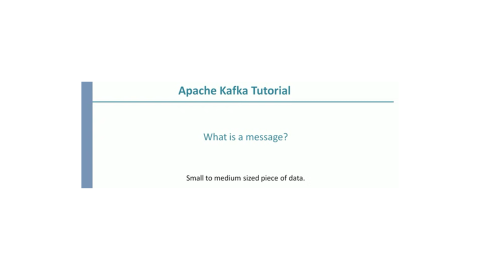 Apache Kafka Tutorial
What is a message?
Small to medium sized piece of data.